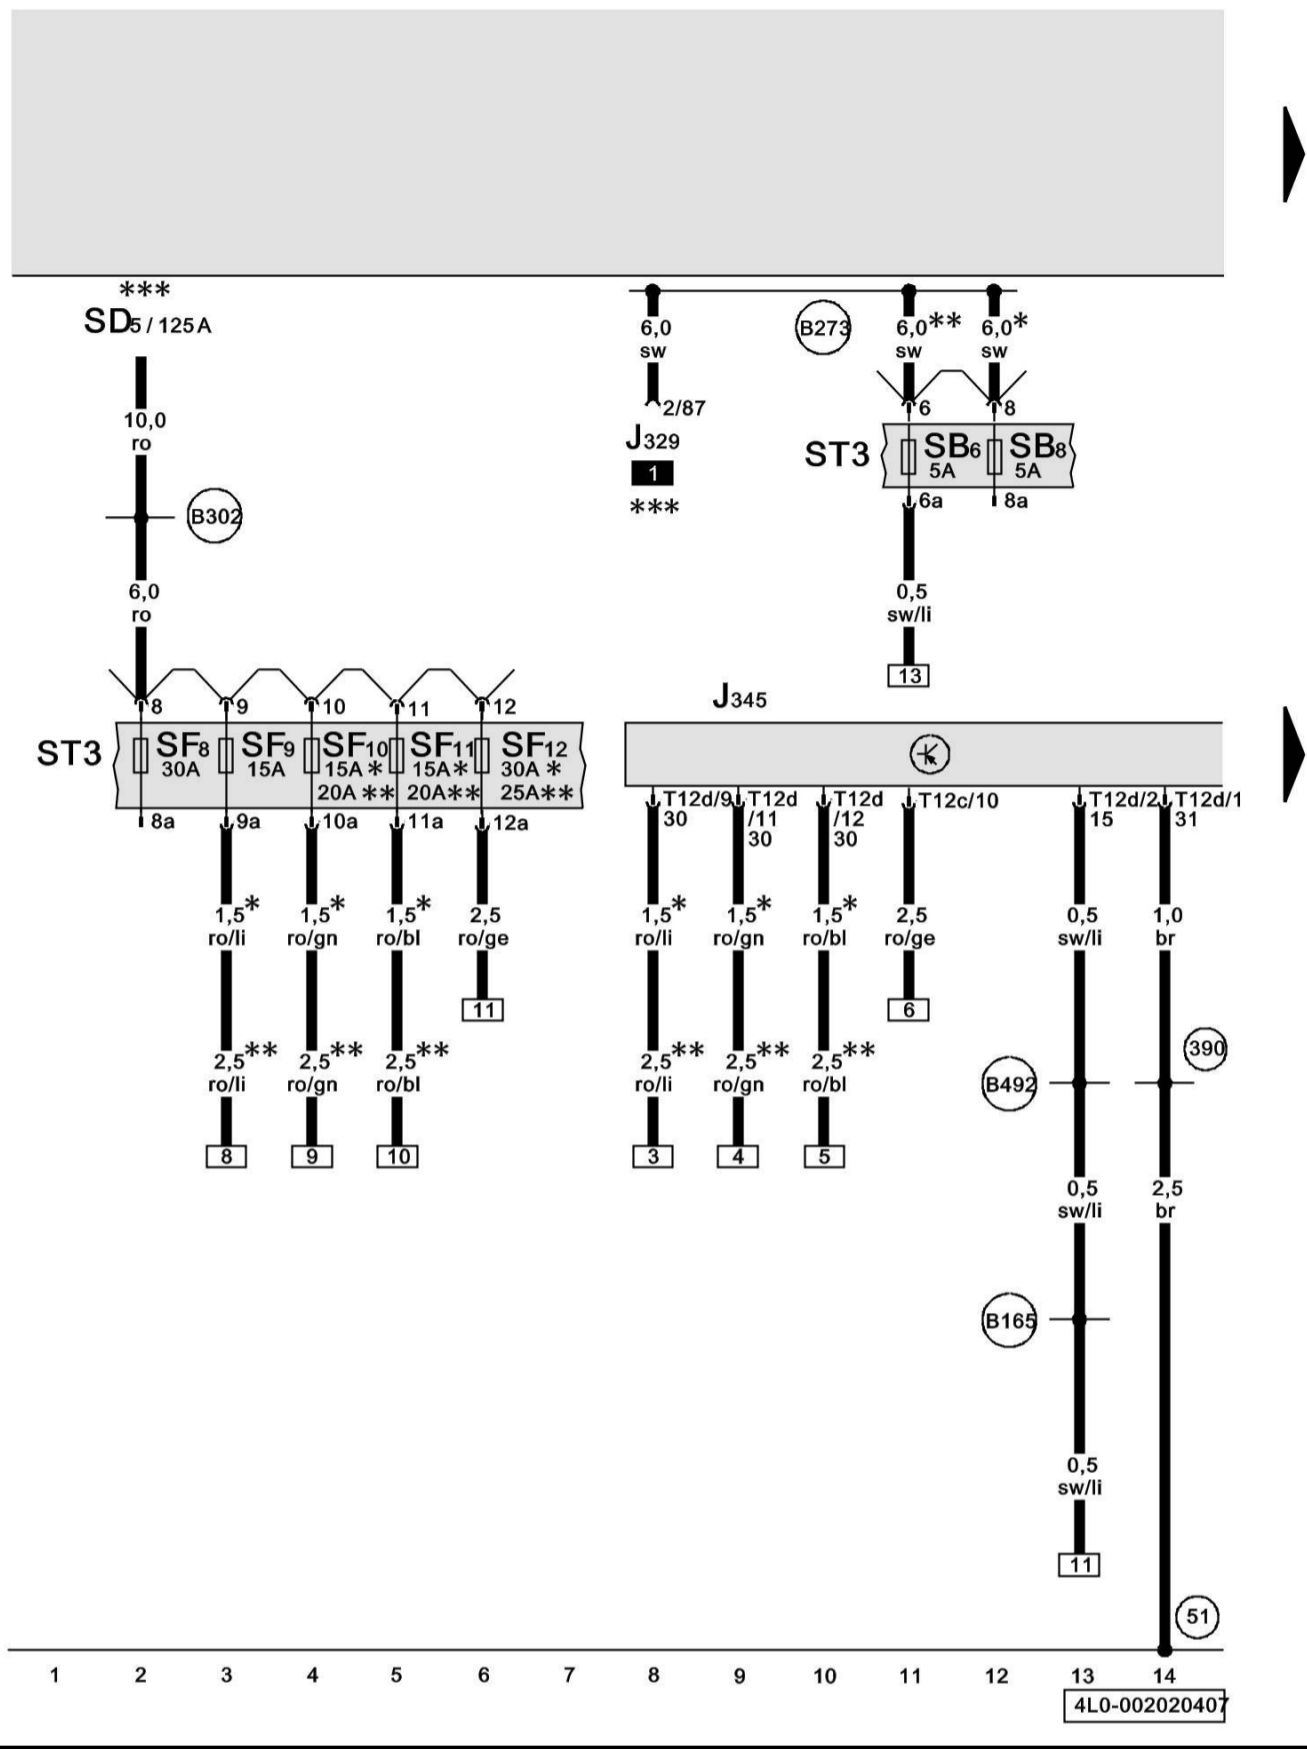 ***
SD5 / 125A
B273
6,0
sw
6,0**
sw
6,0*
sw
2/87
6
8
J329
1
***
10,0
ro
ST3
SB6
5A
SB8
5A
6a
8a
B302
6,0
ro
0,5
sw/li
13
J345
8
9
10
11
12
ST3
SF8
30A
SF9
15A
SF10
15A*
20A**
SF11
15A*
20A**
SF12
30A*
25A**
8a
9a
10a
11a
12a
T12d/9
30
T12d
/11
30
T12d
/12
30
T12c/10
T12d/2
15
T12d/1
31
1,5*
ro/li
1,5*
ro/gn
1,5*
ro/bl
2,5
ro/ge
1,5*
ro/li
1,5*
ro/gn
1,5*
ro/bl
2,5
ro/ge
0,5
sw/li
1,0
br
11
6
2,5**
ro/li
2,5**
ro/gn
2,5**
ro/bl
2,5**
ro/li
2,5**
ro/gn
2,5**
ro/bl
B492
390
8
9
10
3
4
5
0,5
sw/li
2,5
br
B165
0,5
sw/li
11
51
1 2 3 4 5 6 7 8 9 10 11 12 13 14
4L0-002020407